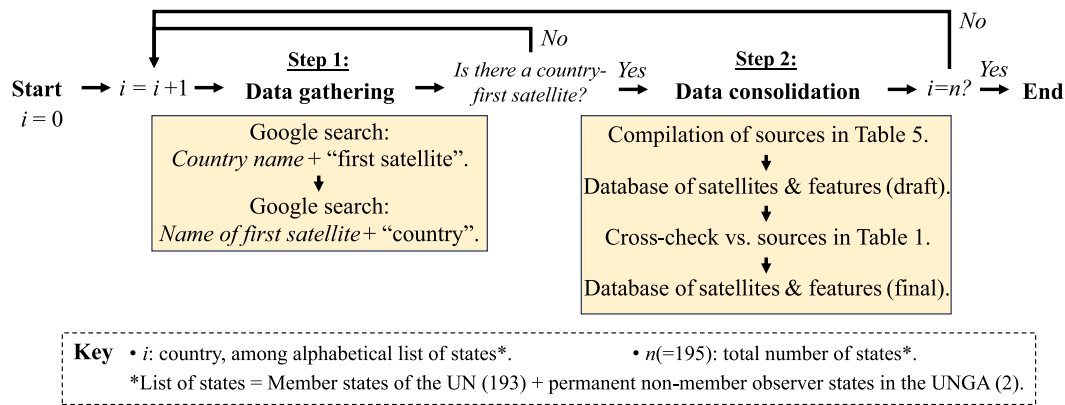 No
No
Step 1:
Is there a country-
first satellite?
Yes
Step 2:
Yes
Start
i = i+1
Data gathering
Data consolidation
i=n?
End
i = 0
Google search:
Country name + “first satellite”.
Google search:
Name of first satellite + “country”.
Compilation of sources in Table 5.
Database of satellites & features (draft).
Cross-check vs. sources in Table 1.
Database of satellites & features (final).
Key • i: country, among alphabetical list of states*. • n(=195): total number of states*.
*List of states = Member states of the UN (193) + permanent non-member observer states in the UNGA (2).